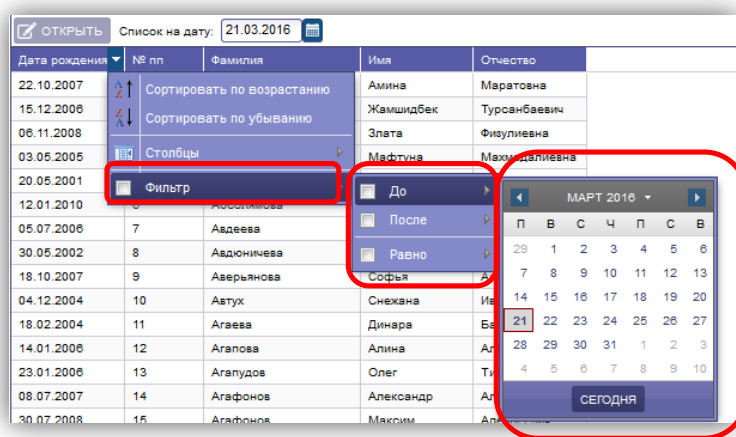 ОТКРЫТЬ Список на дату: 21.03.2016
Дата рождения № пп Фамилия Имя Отчество
22.10.2007 Амина Маратовна
Сортировать по возрастанию
15.12.2006 Жамшидбек Турсанбаевич
Сортировать по убыванию
06.11.2008 Злата Физулиевна
03.05.2005 Столбцы Мафтуна Махмадалиевна
20.05.2001 Фильтр До
МАРТ 2016
12.01.2010
После
П В С Ч П С В
05.07.2006 7 Авдеева
29 1 2 3 4 5 6
30.05.2002 8 Авдюничева Равно
7 8 9 10 11 12 13
18.10.2007 9 Аверьянова Софья
04.12.2004 10 Автух Снежана
14 15 16 17 18 19 20
18.02.2004 11 Агаева Динара
21 22 23 24 25 26 27
14.01.2006 12 Агапова Алина
28 29 30 31 1 2 3
23.01.2006 13 Агапудов Олег
4 5 6 7 8 9 10
08.07.2007 14 Агафонов Александр
СЕГОДНЯ
30.07.2008 15 Агафонов Максим